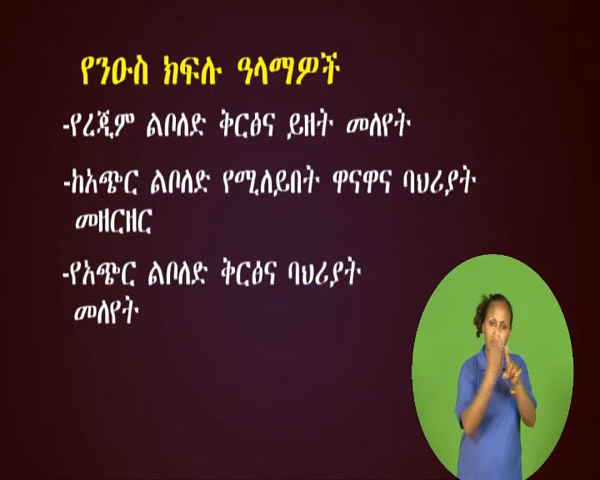 የንዑስ ክፍሉ ዓላማዎች
-የረጂም ልቦለድ ቅርፅና ይዘት መለየት
-ከአጭር ልቦለድ የሚለይበት ዋናዋና ባህሪያት
መዘርዘር
-የአጭር ልቦለድ ቅርፅና ባህሪያት
መለየት